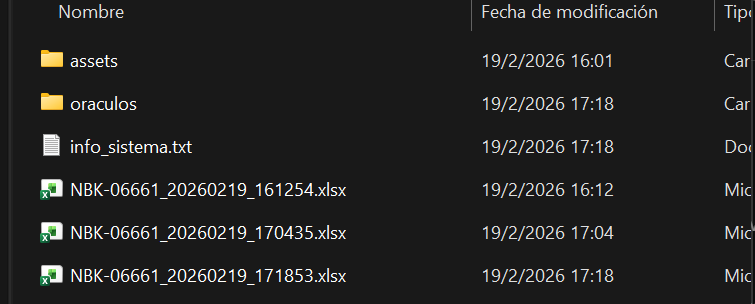 Nombre Fecha de modificación Tipo
assets 19/2/2026 16:01 Car
oraculos 19/2/2026 17:18 Car
info_sistema.txt 19/2/2026 17:18 Doc
NBK-06661_20260219_161254.xlsx 19/2/2026 16:12 Mic
NBK-06661_20260219_170435.xlsx 19/2/2026 17:04 Mic
NBK-06661_20260219_171853.xlsx 19/2/2026 17:18 Mic